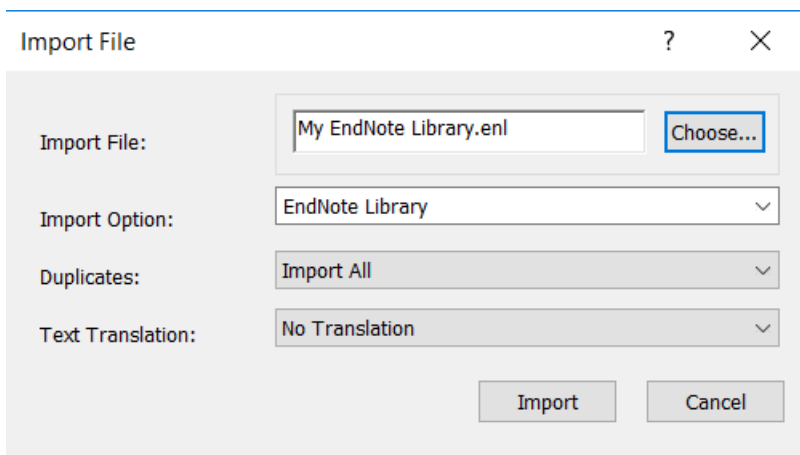 Import File
?
Import File:
My EndNote Library.enl
Choose...
Import Option:
EndNote Library
Duplicates:
Import All
Text Translation:
No Translation
Import
Cancel